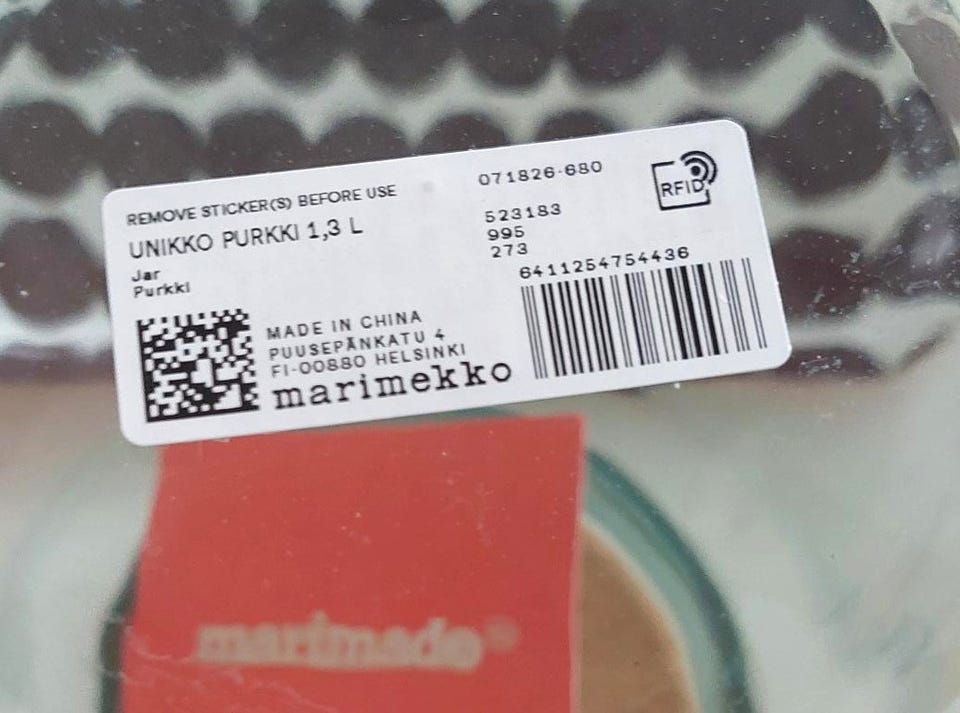 REMOVE STICKER(S) BEFORE USE
UNIKKO PURKKI 1,3 L
Jar
Purkki
071826-680
523183
995
273
RFID
6411254754436
MADE IN CHINA
PUUSEPÄNKATU 4
FI-00880 HELSINKI
marimekko
marimado